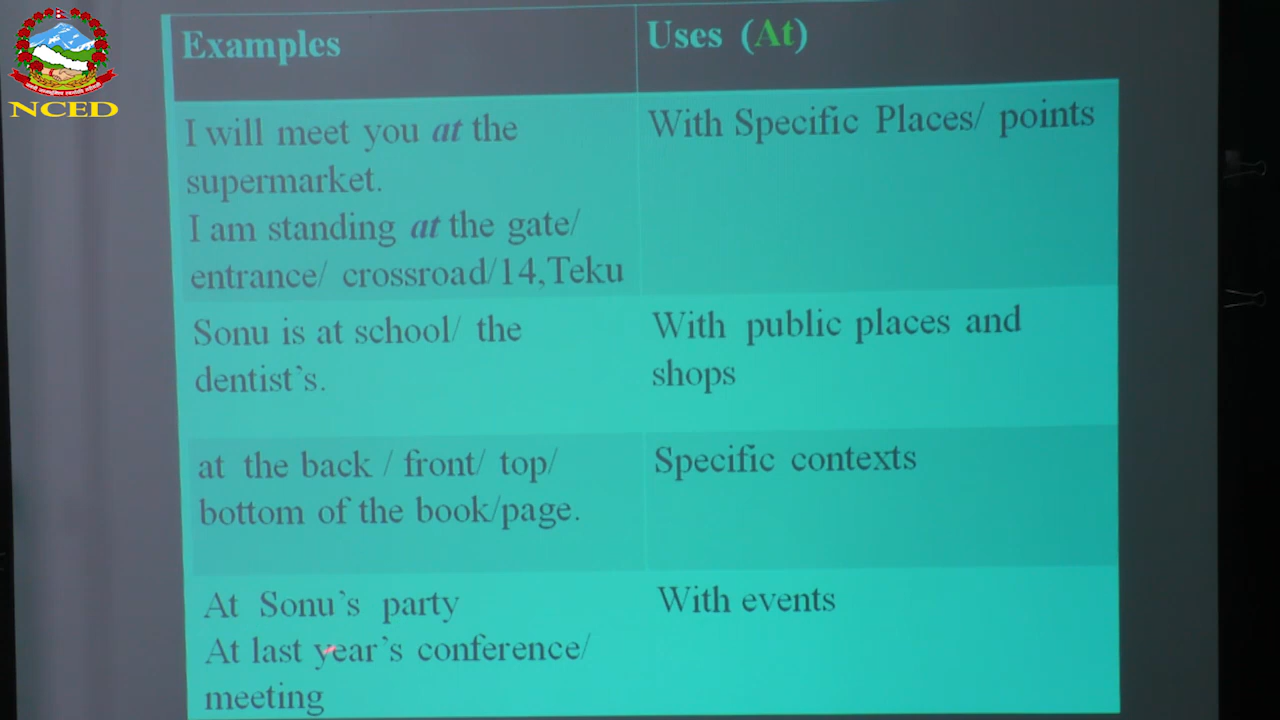 NCED
Examples
Uses (At)
I will meet you at the
supermarket.
I am standing at the gate/
entrance/ crossroad/14,Teku
With Specific Places/ points
Sonu is at school/ the
dentist`s.
With public places and
shops
at the back / front/ top/
bottom of the book/page.
Specific contexts
At Sonu`s party
At last year`s conference/
meeting
With events